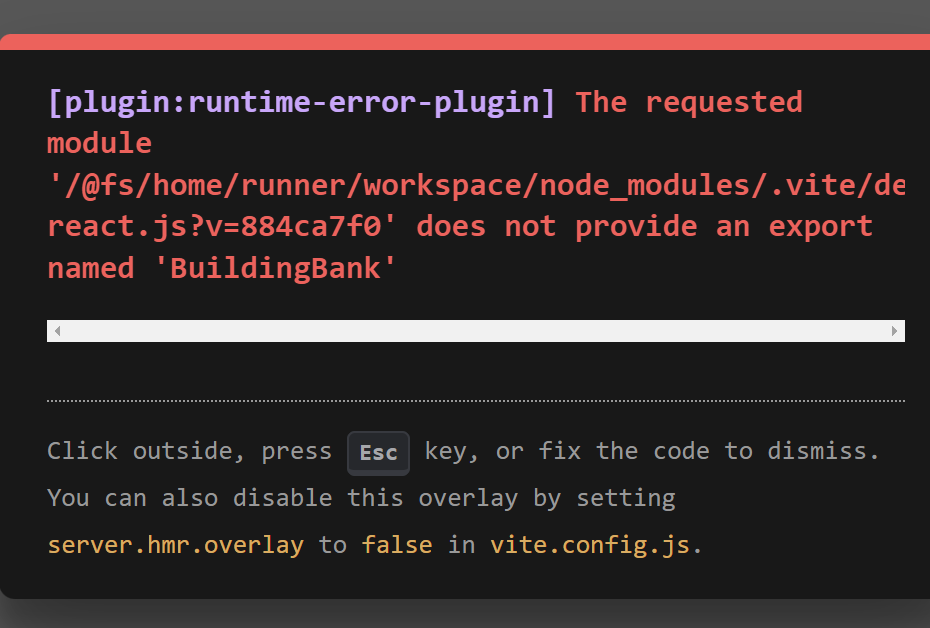 [plugin:runtime-error-plugin] The requested
module
'/@fs/home/runner/workspace/node_modules/.vite/de
react.js?v=884ca7f0' does not provide an export
named 'BuildingBank'
Click outside, press Esc key, or fix the code to dismiss.
You can also disable this overlay by setting
server.hmr.overlay to false in vite.config.js.